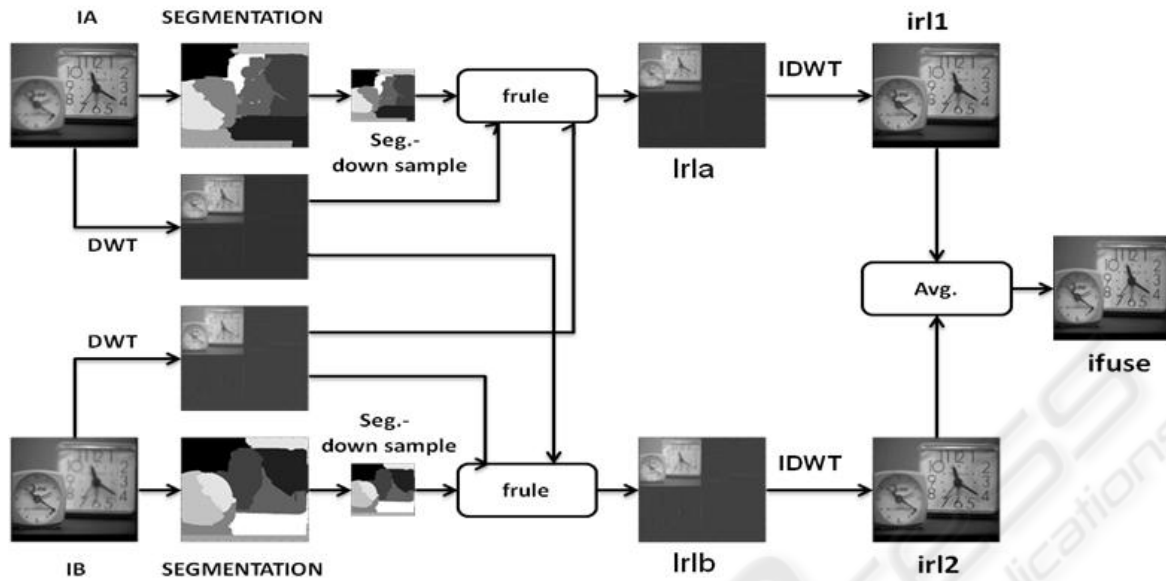 IA
SEGMENTATION
irl1
IDWT
frule
Seg.-
down sample
Irla
DWT
Avg.
DWT
ifuse
Seg.-
down sample
IDWT
frule
Irlb
irl2
IB
SEGMENTATION